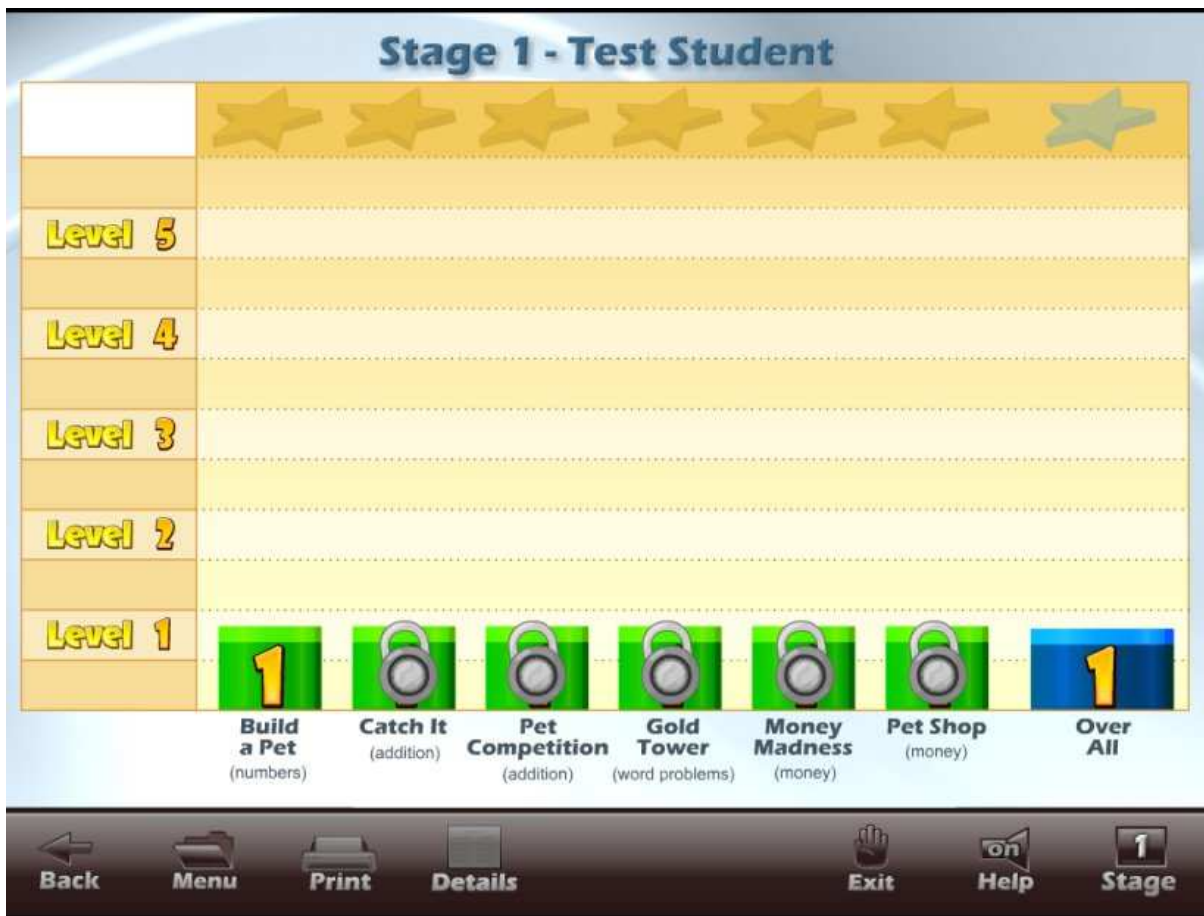 Stage 1 - Test Student
Level 5
Level 4
Level 3
Level 2
Level 1
1
1
Build
a Pet
(numbers)
Catch It
(addition)
Pet
Competition
(addition)
Gold
Tower
(word problems)
Money
Madness
(money)
Pet Shop
(money)
Over
All
Back
Menu
Print
Details
Exit
on
Help
1
Stage